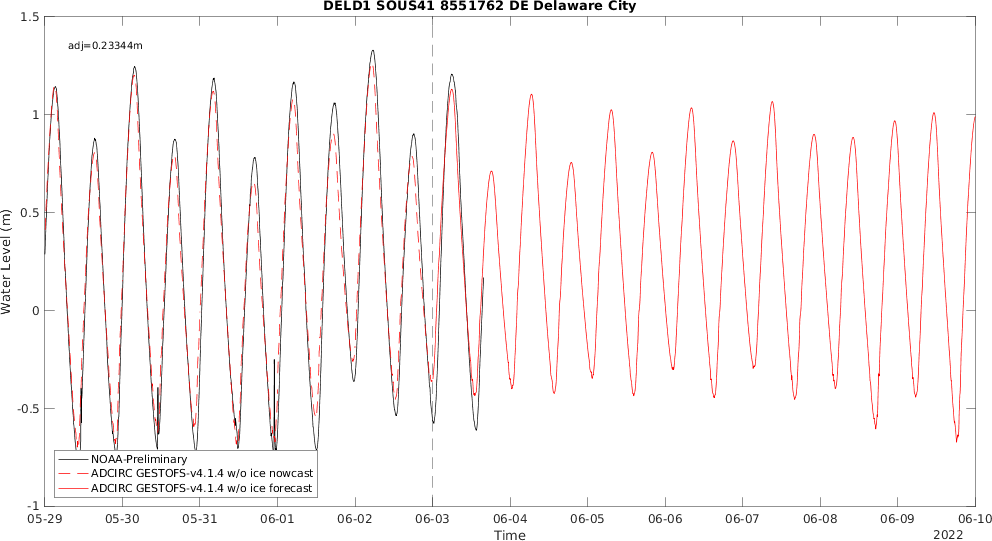 DELD1 SOUS41 8551762 DE Delaware City
adj=0.23344m
1.5
1
0.5
0
-0.5
-1
Water Level (m)
NOAA-Preliminary
ADCIRC GESTOFS-v4.1.4 w/o ice nowcast
ADCIRC GESTOFS-v4.1.4 w/o ice forecast
05-29 05-30 05-31 06-01 06-02 06-03 06-04 06-05 06-06 06-07 06-08 06-09 06-10
Time
2022